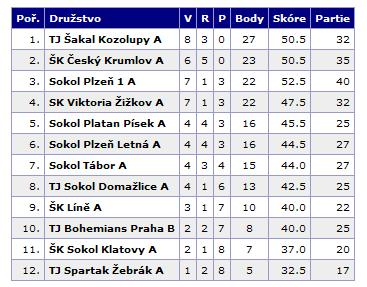 Poř. Družstvo V R P Body Skóre Partie
1. TJ Šakal Kozolupy A 8 3 0 27 50.5 32
2. ŠK Český Krumlov A 6 5 0 23 50.5 35
3. Sokol Plzeň 1 A 7 1 3 22 52.5 40
4. SK Viktoria Žižkov A 7 1 3 22 47.5 32
5. Sokol Platan Písek A 4 4 3 16 45.5 25
6. Sokol Plzeň Letná A 4 4 3 16 44.5 27
7. Sokol Tábor A 4 3 4 15 44.0 27
8. TJ Sokol Domažlice A 4 1 6 13 42.5 25
9. ŠK Líně A 3 1 7 10 40.0 22
10. TJ Bohemians Praha B 2 2 7 8 40.0 25
11. ŠK Sokol Klatovy A 2 1 8 7 37.0 20
12. TJ Spartak Žebrák A 1 2 8 5 32.5 17